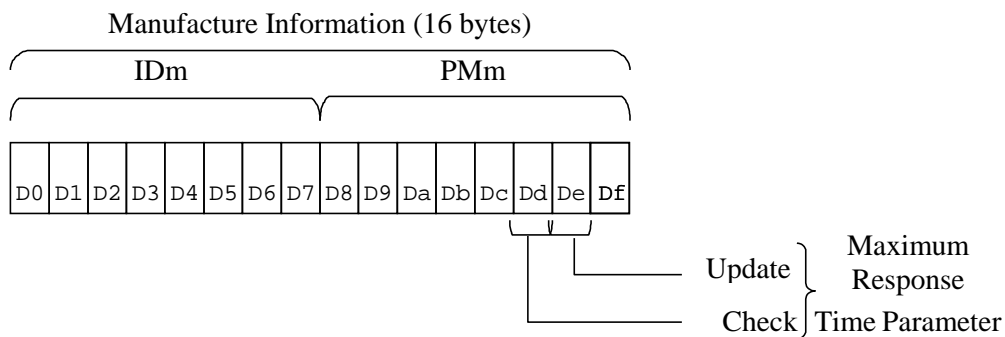 Manufacture Information (16 bytes)
IDm PMm
D0 D1 D2 D3 D4 D5 D6 D7 D8 D9 Da Db Dc Dd De Df
Update
Check
Maximum
Response
Time Parameter